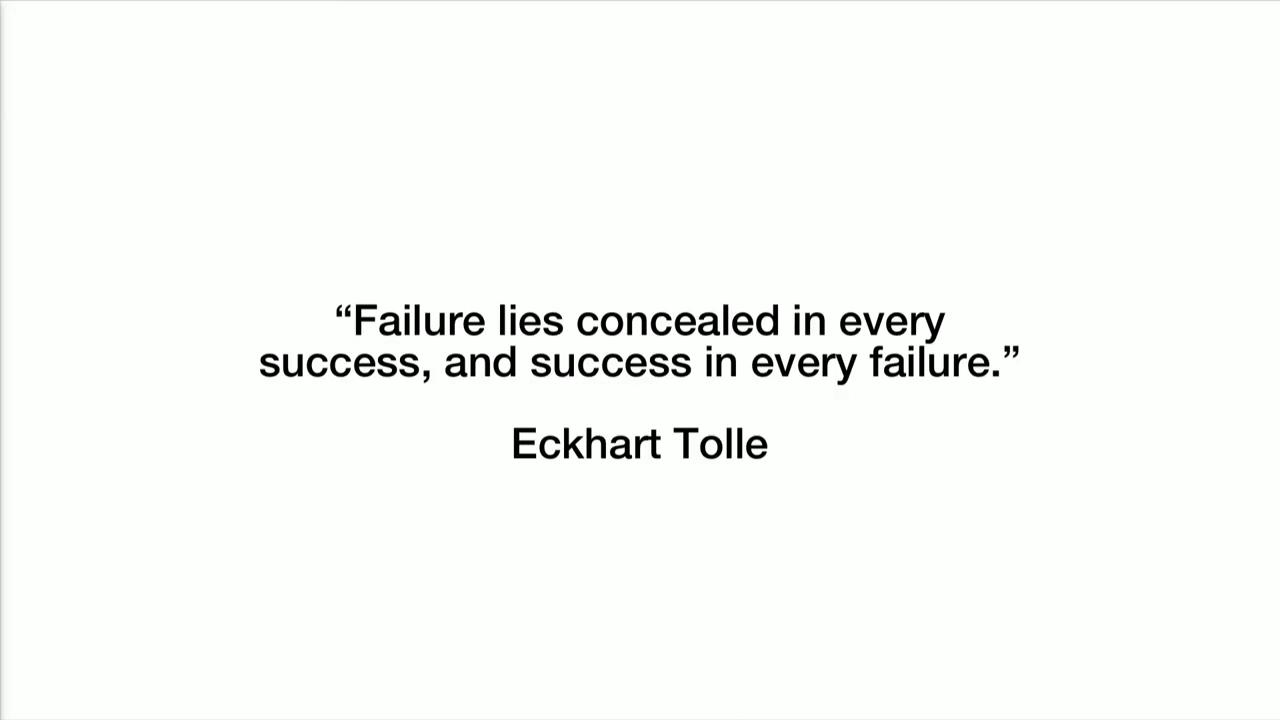 “Failure lies concealed in every
success, and success in every failure.”
Eckhart Tolle